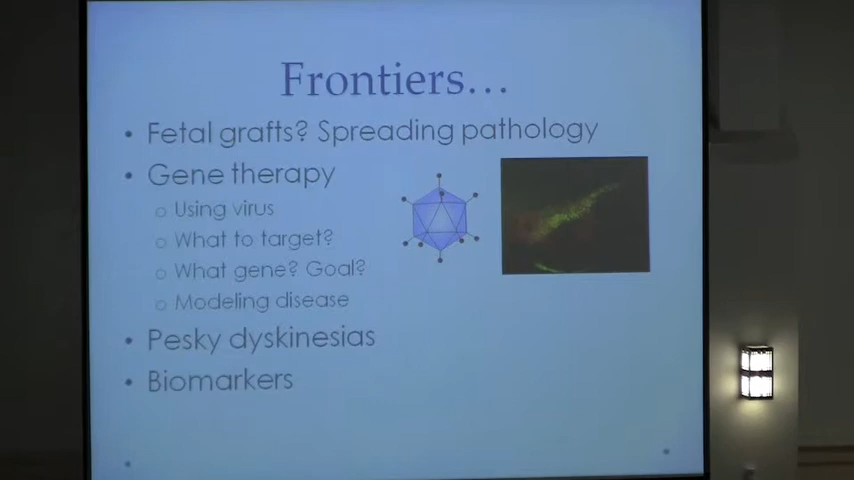 Frontiers…
• Fetal grafts? Spreading pathology
• Gene therapy
o Using virus
o What to target?
o What gene? Goal?
o Modeling disease
• Pesky dyskinesias
• Biomarkers